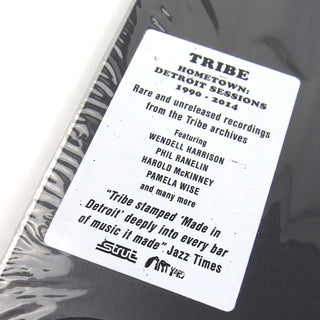 TRIBE
HOMETOWN:
DETROIT SESSIONS
1990 - 2014
Rare and unreleased recordings
from the Tribe archives
Featuring
WENDELL HARRISON
PHIL RANELIN
HAROLD McKINNEY
PAMELA WISE
and many more
"Tribe stamped 'Made in
Detroit' deeply into every bar
of music it made" Jazz Times
Strut ART YARD